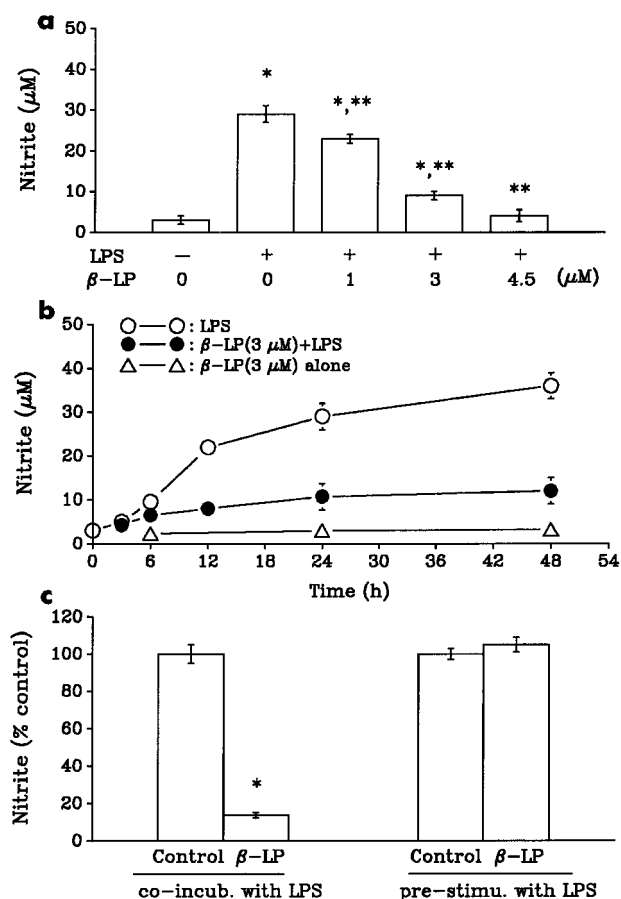 a
50
40
30
20
10
0
Nitrite (μM)
*
*,**
*,**
**
LPS − + + + +
β−LP 0 0 1 3 4.5 (μM)
b
50
40
30
20
10
0
Nitrite (μM)
: LPS
: β−LP(3 μM)+LPS
: β−LP(3 μM) alone
0 6 12 18 24 30 36 42 48 54
Time (h)
c
120
100
80
60
40
20
0
Nitrite (% control)
*
Control β−LP Control β−LP
co−incub. with LPS pre−stimu. with LPS